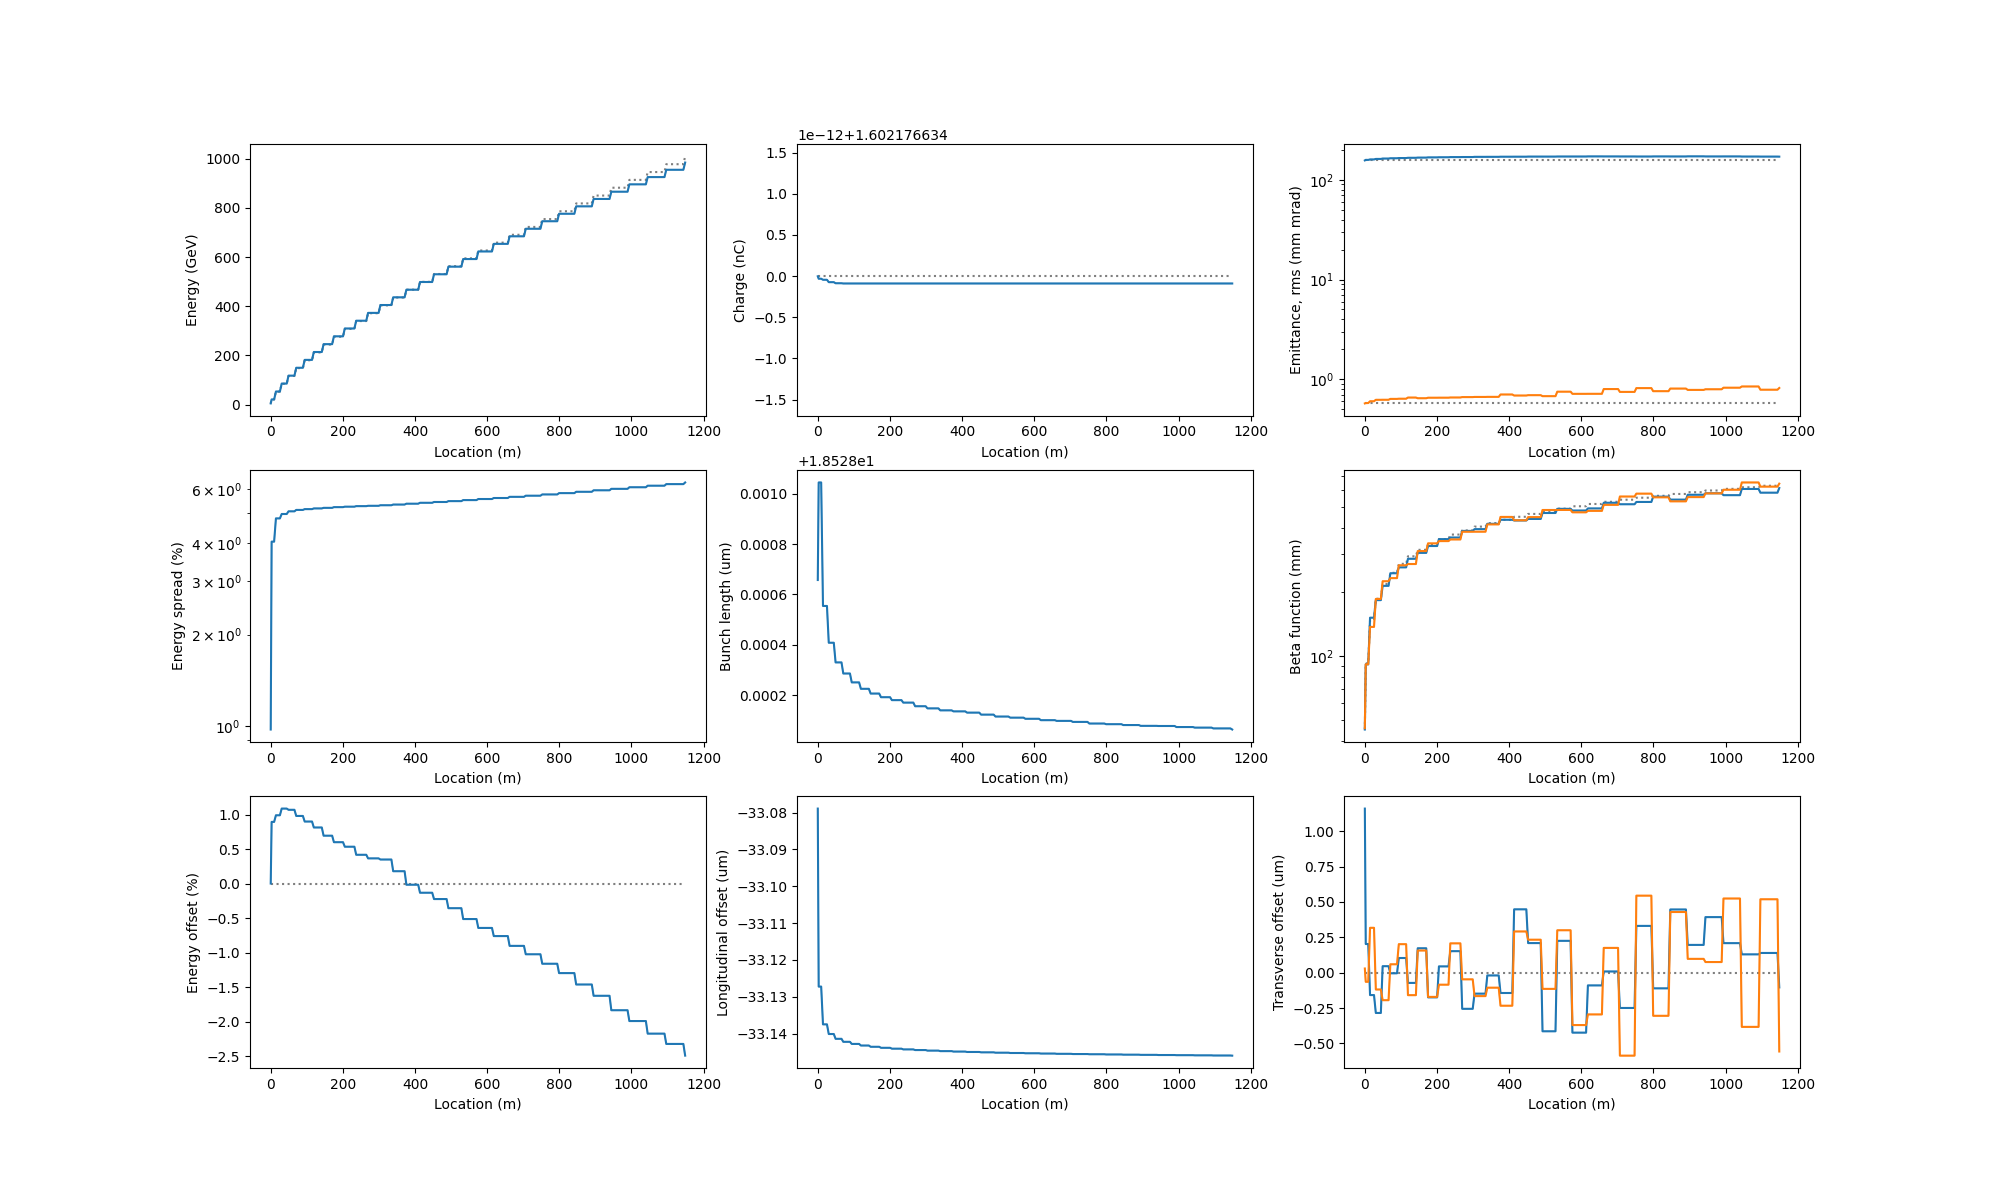 1000
800
600
400
200
0
Energy (GeV)
0 200 400 600 800 1000 1200
Location (m)
1e−12+1.602176634
1.5
1.0
0.5
0.0
−0.5
−1.0
−1.5
Charge (nC)
0 200 400 600 800 1000 1200
Location (m)
10²
10¹
10⁰
Emittance, rms (mm mrad)
0 200 400 600 800 1000 1200
Location (m)
6 × 10⁰
4 × 10⁰
3 × 10⁰
2 × 10⁰
10⁰
Energy spread (%)
0 200 400 600 800 1000 1200
Location (m)
+1.8528e1
0.0010
0.0008
0.0006
0.0004
0.0002
Bunch length (um)
0 200 400 600 800 1000 1200
Location (m)
10²
Beta function (mm)
0 200 400 600 800 1000 1200
Location (m)
1.0
0.5
0.0
−0.5
−1.0
−1.5
−2.0
−2.5
Energy offset (%)
0 200 400 600 800 1000 1200
Location (m)
−33.08
−33.09
−33.10
−33.11
−33.12
−33.13
−33.14
Longitudinal offset (um)
0 200 400 600 800 1000 1200
Location (m)
1.00
0.75
0.50
0.25
0.00
−0.25
−0.50
Transverse offset (um)
0 200 400 600 800 1000 1200
Location (m)